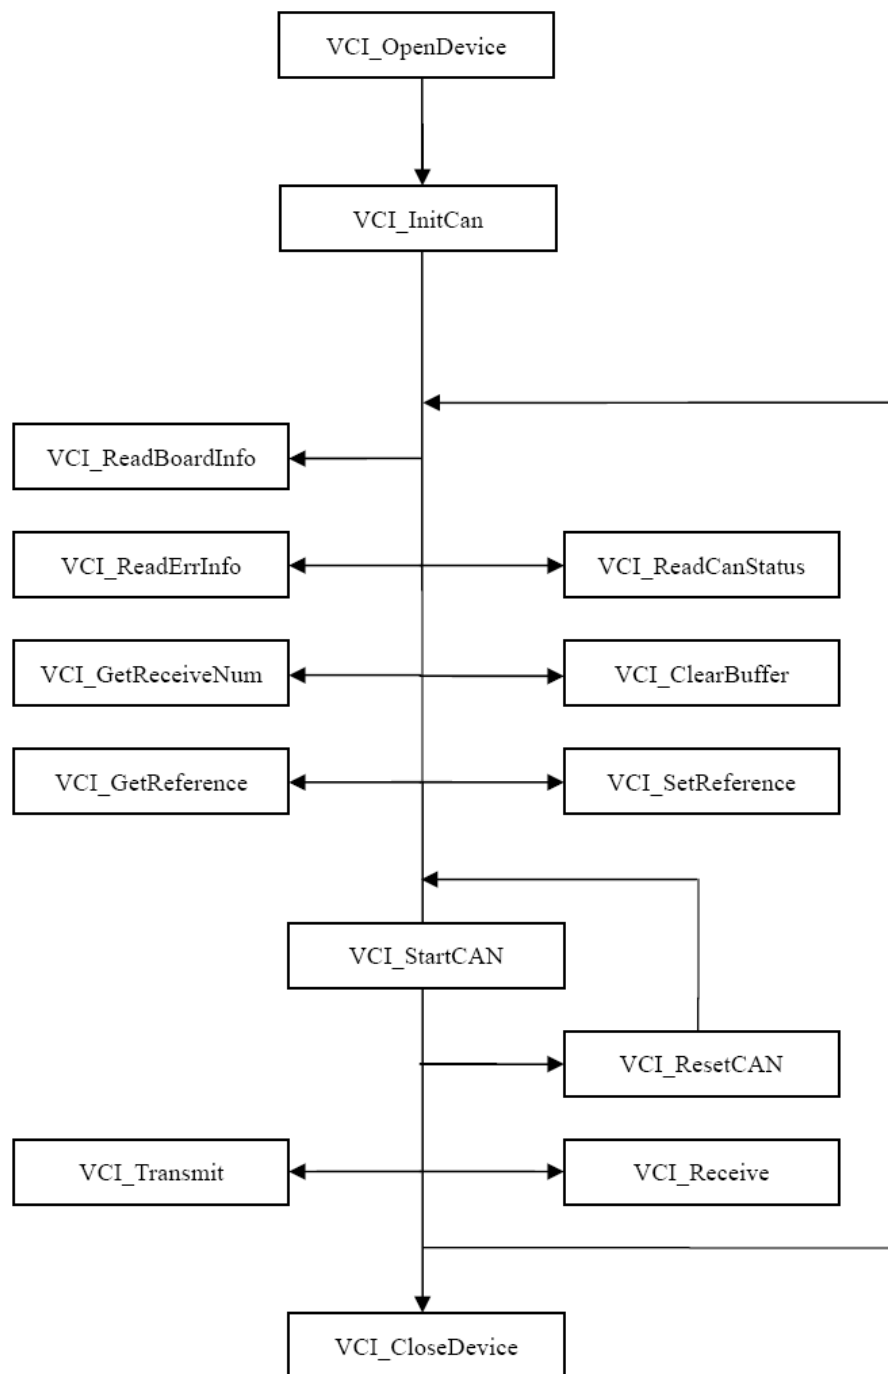 VCI_OpenDevice
VCI_InitCan
VCI_ReadBoardInfo
VCI_ReadErrInfo
VCI_ReadCanStatus
VCI_GetReceiveNum
VCI_ClearBuffer
VCI_GetReference
VCI_SetReference
VCI_StartCAN
VCI_ResetCAN
VCI_Transmit
VCI_Receive
VCI_CloseDevice